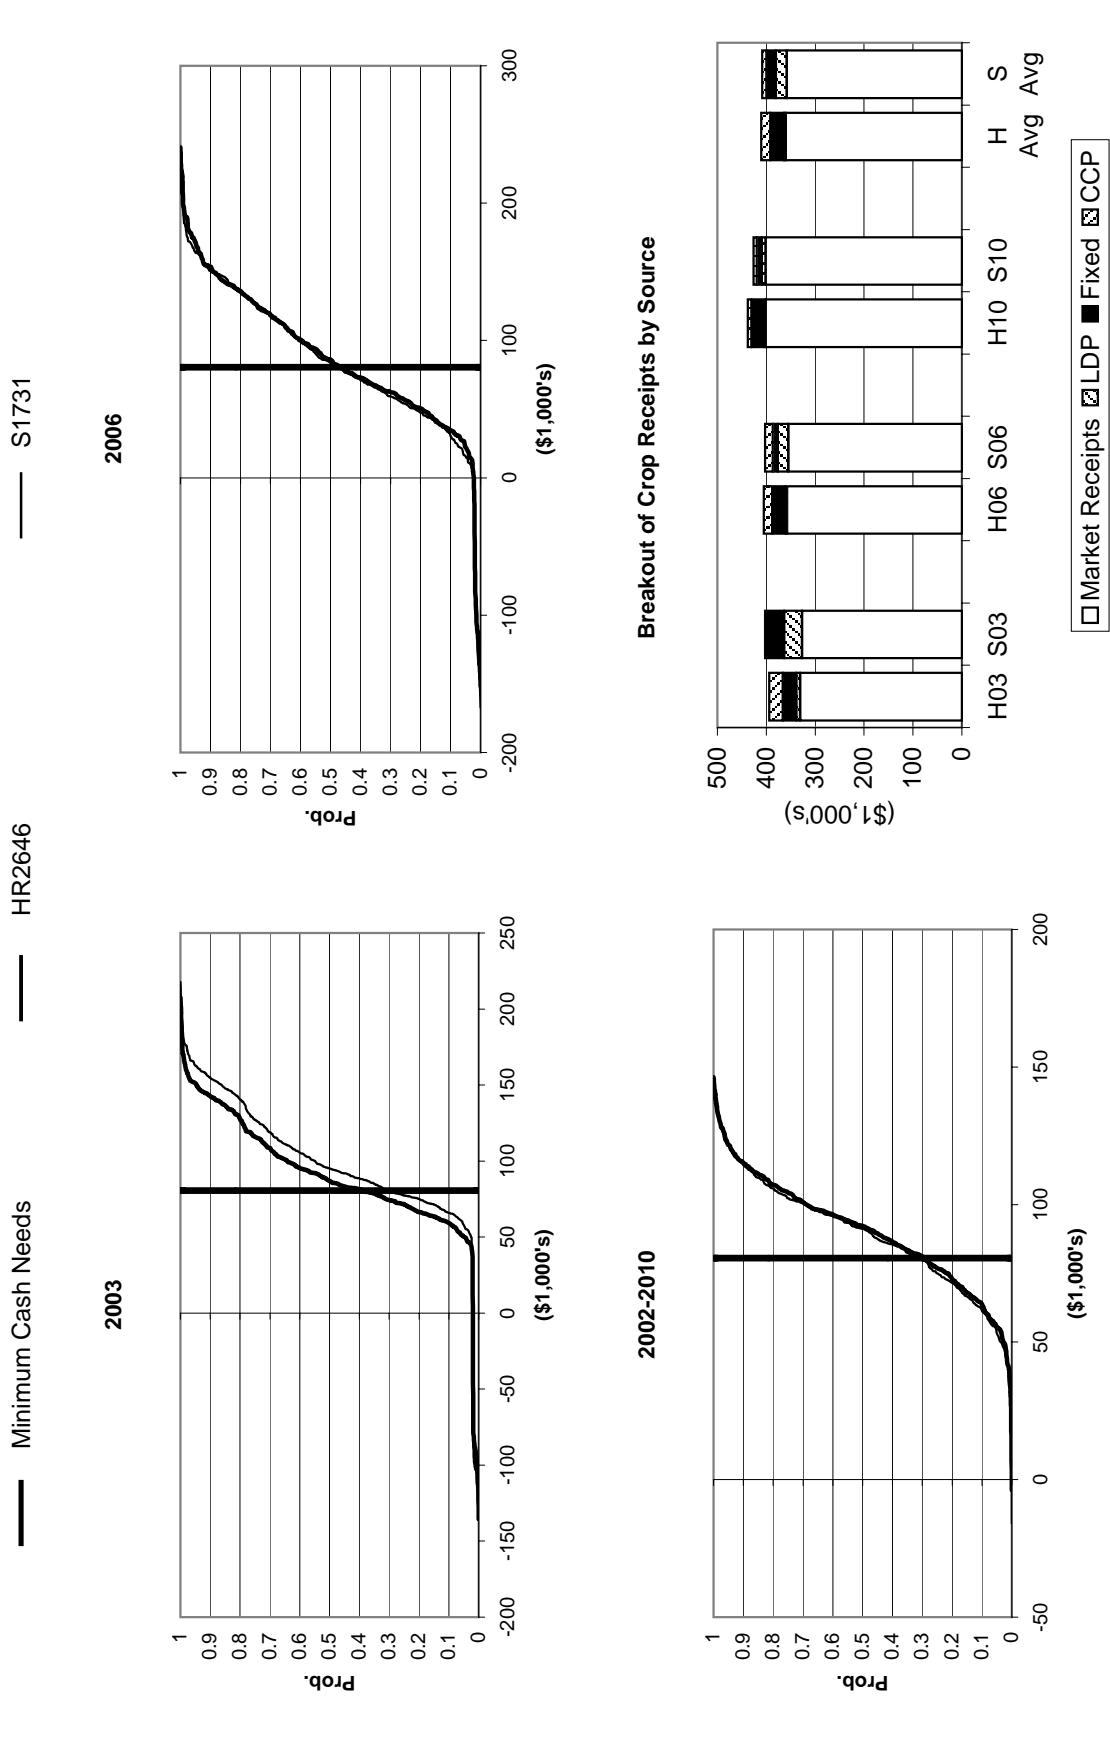 Minimum Cash Needs HR2646 S1731
2003
1
0.9
0.8
0.7
0.6
0.5
0.4
0.3
0.2
0.1
0
Prob.
-200 -150 -100 -50 0 50 100 150 200 250
($1,000's)
2006
1
0.9
0.8
0.7
0.6
0.5
0.4
0.3
0.2
0.1
0
Prob.
-200 -100 0 100 200 300
($1,000's)
2002-2010
1
0.9
0.8
0.7
0.6
0.5
0.4
0.3
0.2
0.1
0
Prob.
-50 0 50 100 150 200
($1,000's)
Breakout of Crop Receipts by Source
500
400
300
200
100
0
($1,000's)
H03 S03 H06 S06 H10 S10 H S
Avg Avg
Market Receipts LDP Fixed CCP